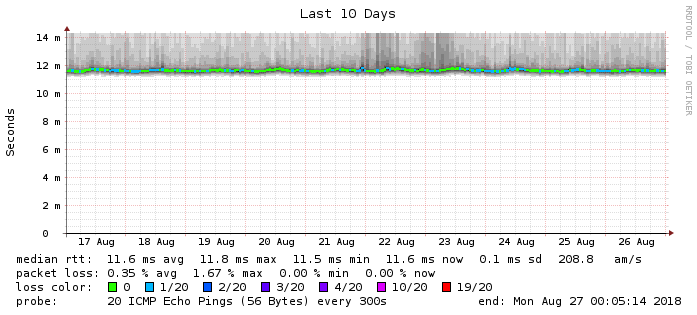 Last 10 Days
RRDTOOL / TOBI OETIKER
Seconds
14 m
12 m
10 m
8 m
6 m
4 m
2 m
0
17 Aug 18 Aug 19 Aug 20 Aug 21 Aug 22 Aug 23 Aug 24 Aug 25 Aug 26 Aug
median rtt: 11.6 ms avg 11.8 ms max 11.5 ms min 11.6 ms now 0.1 ms sd 208.8 am/s
packet loss: 0.35 % avg 1.67 % max 0.00 % min 0.00 % now
loss color: 0 1/20 2/20 3/20 4/20 10/20 19/20
probe: 20 ICMP Echo Pings (56 Bytes) every 300s end: Mon Aug 27 00:05:14 2018